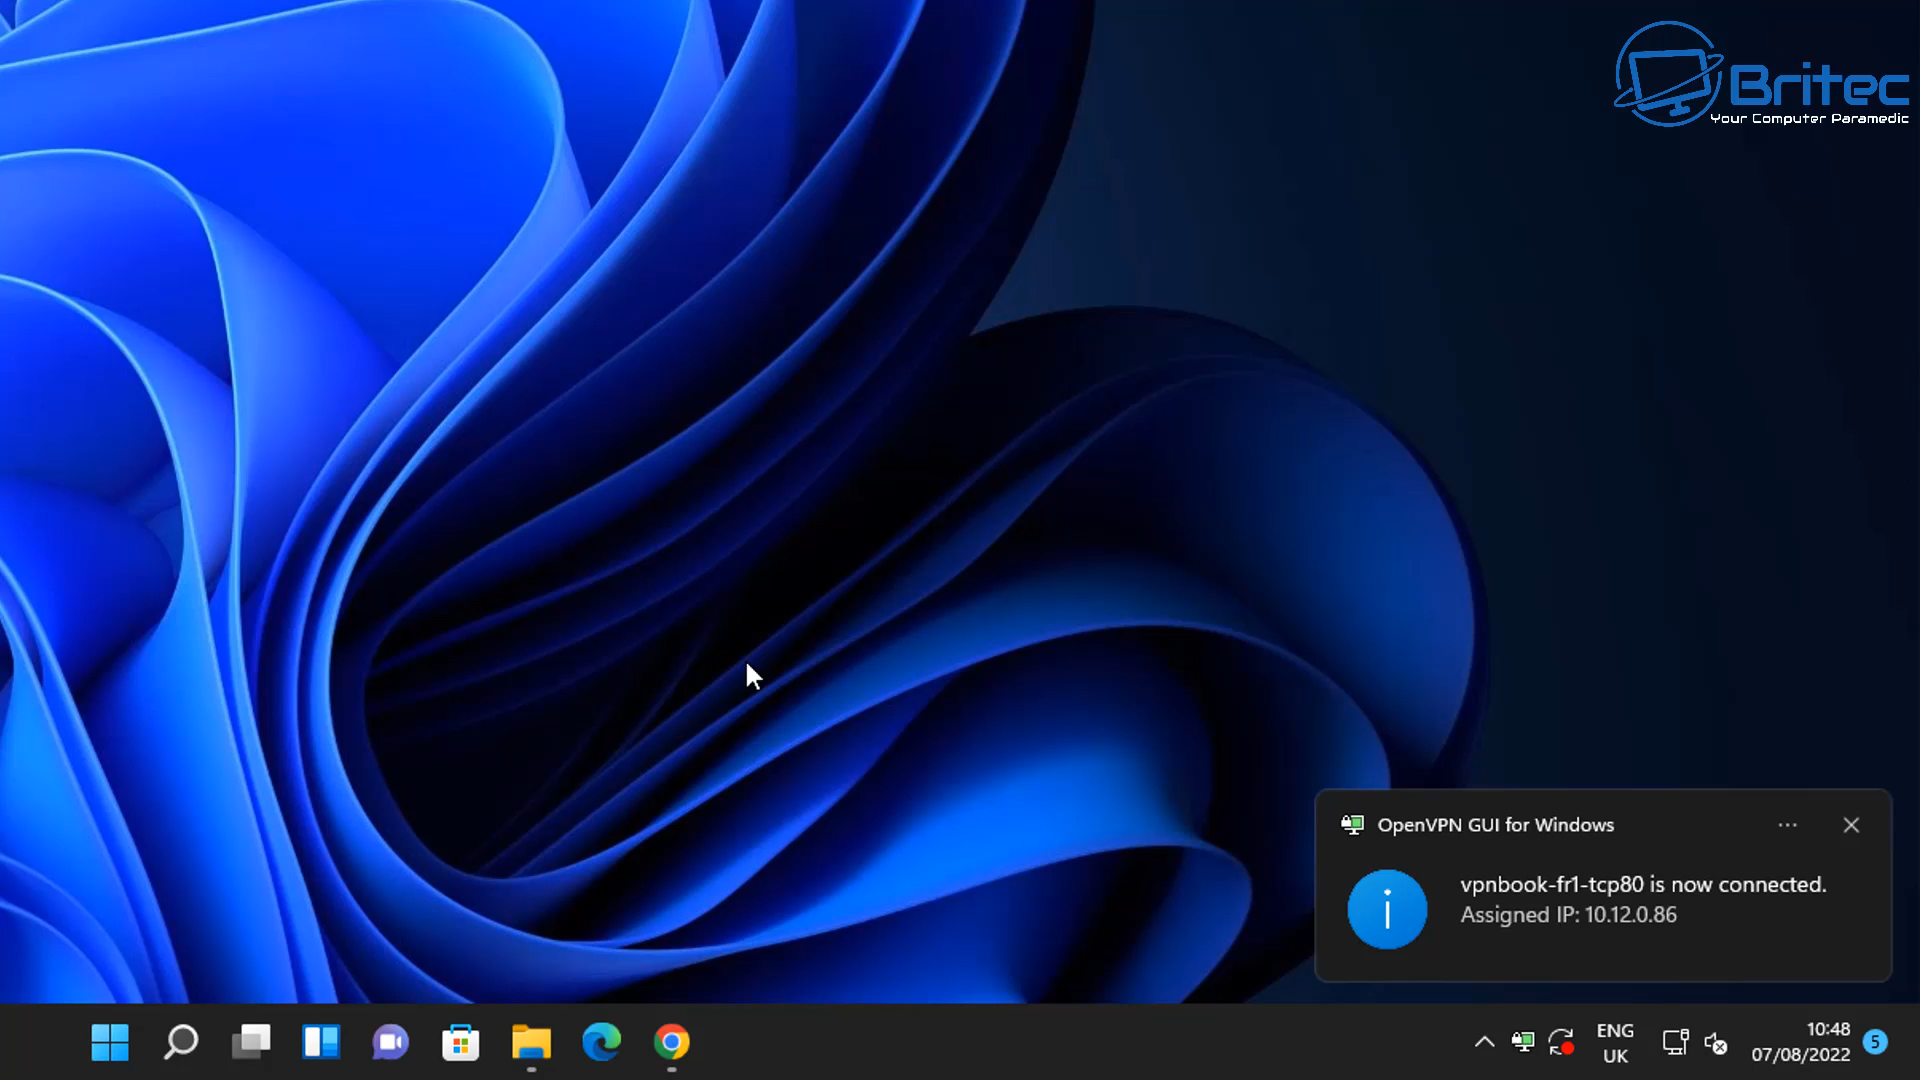 Britec
Your Computer Paramedic
OpenVPN GUI for Windows
vpnbook-fr1-tcp80 is now connected.
Assigned IP: 10.12.0.86
ENG
UK
10:48
07/08/2022
5